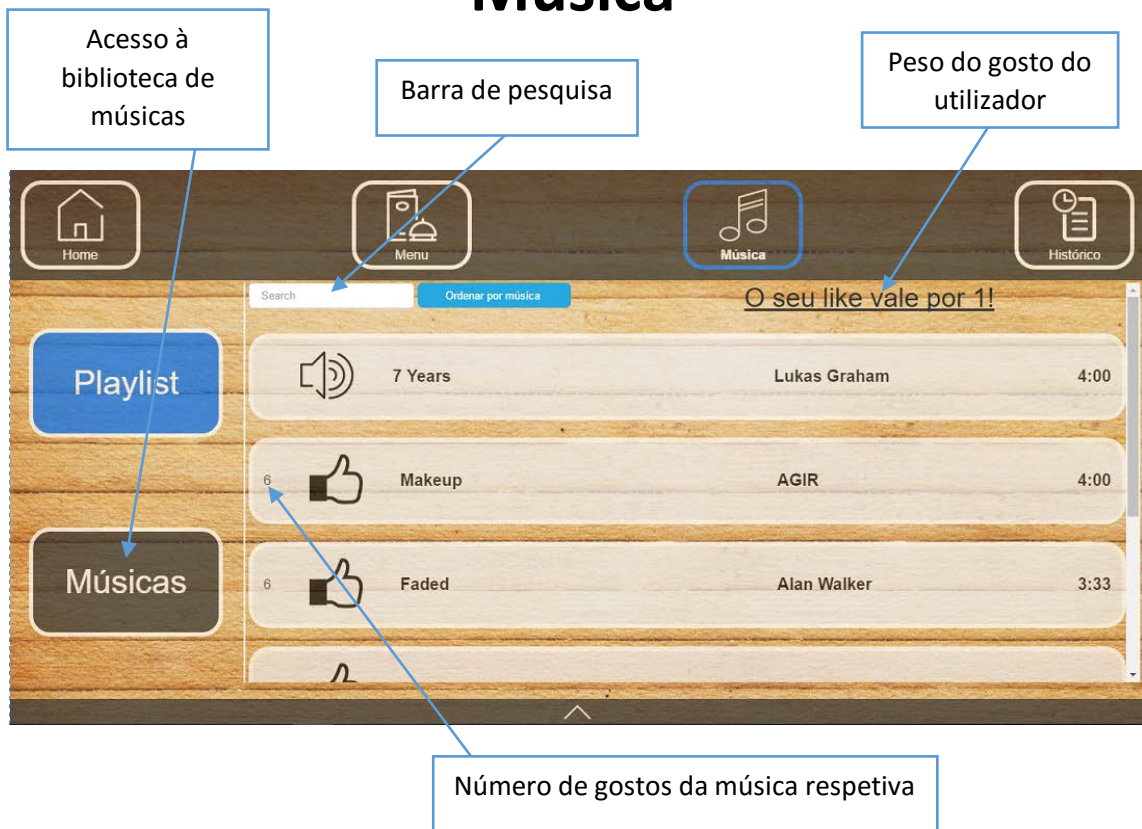 Música
Acesso à
biblioteca de
músicas
Barra de pesquisa
Peso do gosto do
utilizador
Home
Menu
Música
Histórico
Search
Ordenar por música
O seu like vale por 1!
Playlist
7 Years Lukas Graham 4:00
6 Makeup AGIR 4:00
Músicas
6 Faded Alan Walker 3:33
Número de gostos da música respetiva